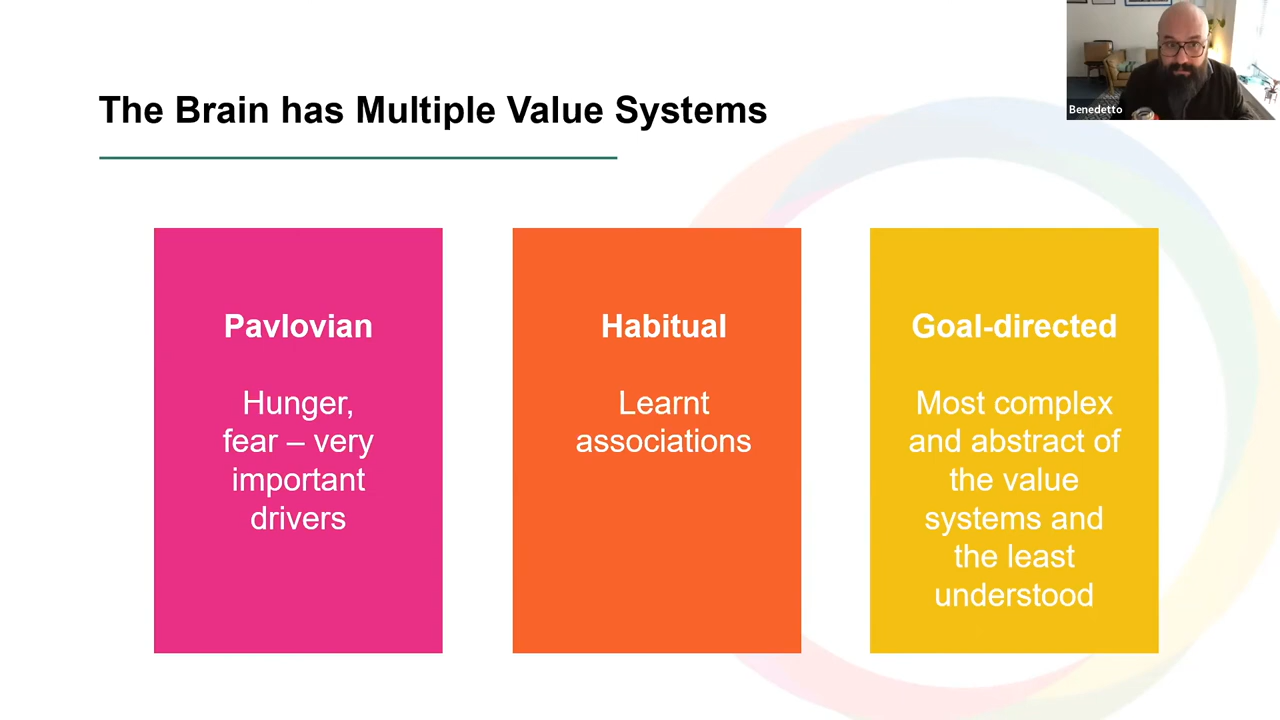 Benedetto
The Brain has Multiple Value Systems
Pavlovian
Hunger,
fear – very
important
drivers
Habitual
Learnt
associations
Goal-directed
Most complex
and abstract of
the value
systems and
the least
understood